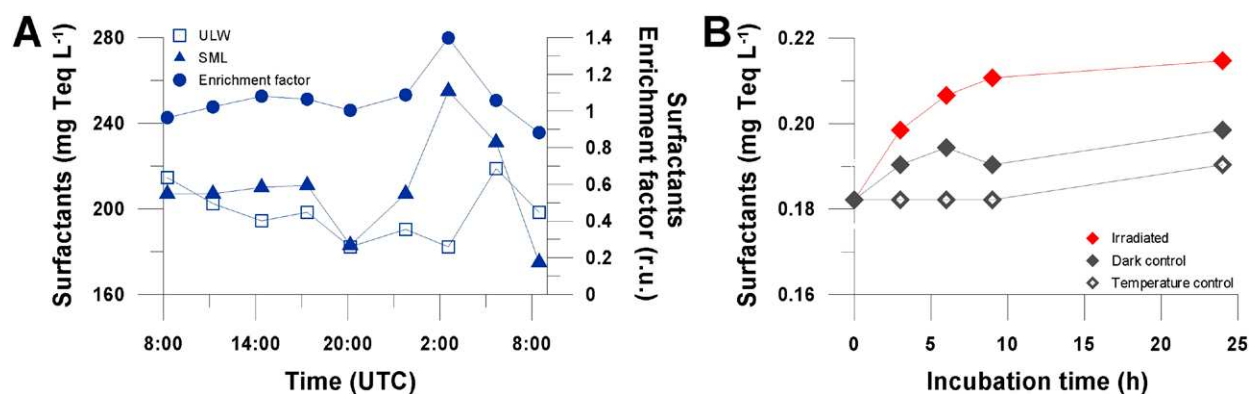 A
Surfactants (mg Teq L⁻¹)
280
240
200
160
ULW
SML
Enrichment factor
1.4
1.2
1
0.8
0.6
0.4
0.2
0
Surfactants
Enrichment factor (r.u.)
8:00
14:00
20:00
2:00
8:00
Time (UTC)
B
Surfactants (mg Teq L⁻¹)
0.22
0.20
0.18
0.16
Irradiated
Dark control
Temperature control
0
5
10
15
20
25
Incubation time (h)